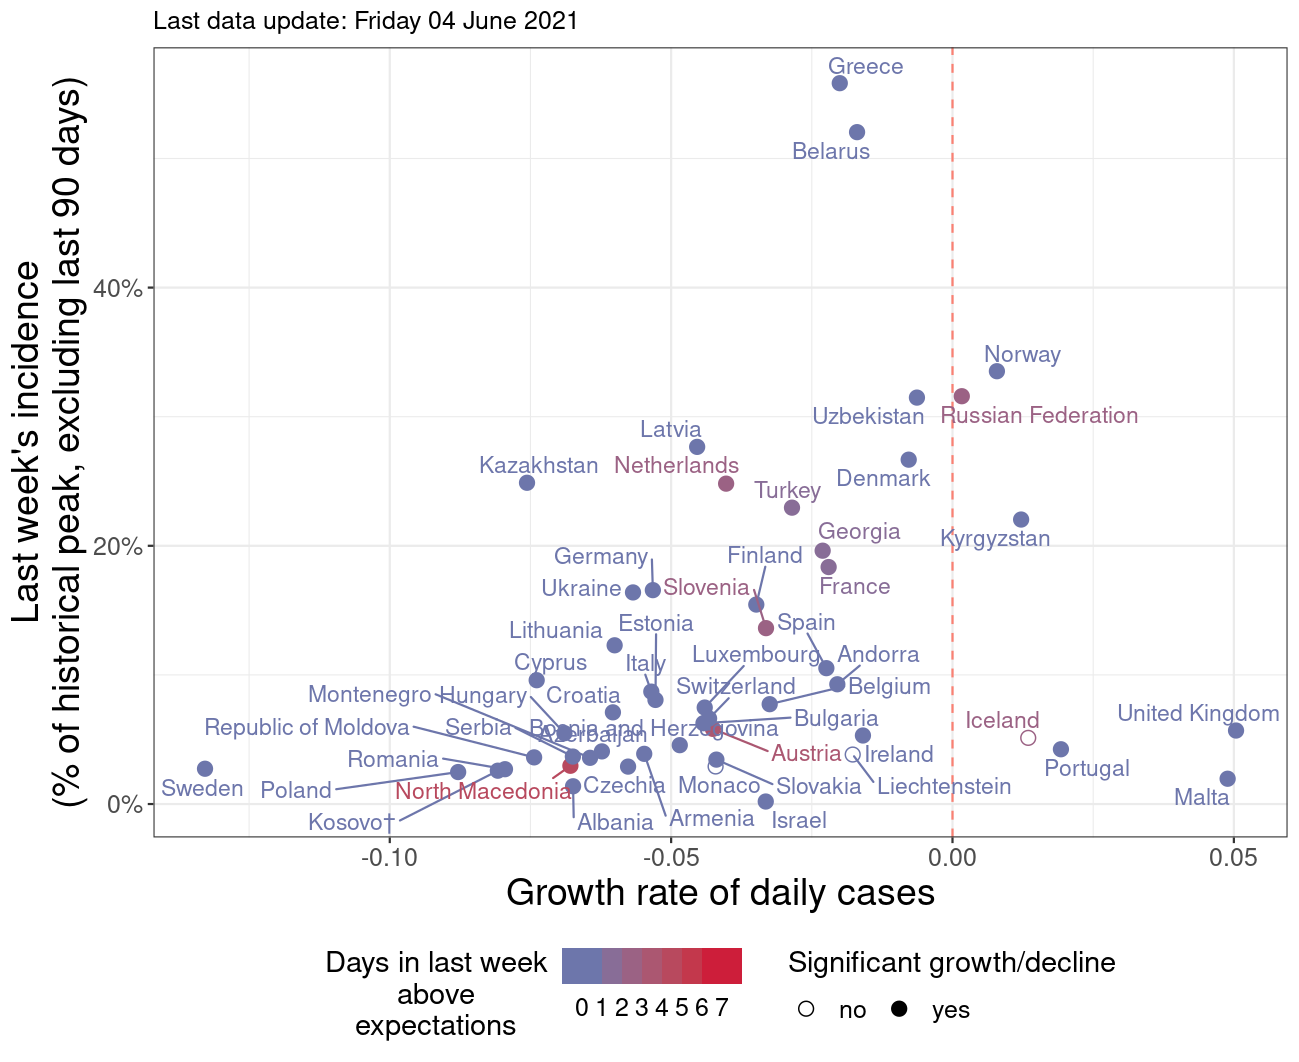 Last data update: Friday 04 June 2021
Last week's incidence
(% of historical peak, excluding last 90 days)
40%
20%
0%
Greece
Belarus
Norway
Uzbekistan
Russian Federation
Latvia
Kazakhstan
Netherlands
Denmark
Turkey
Georgia
Kyrgyzstan
Germany
Finland
Ukraine
Slovenia
France
Lithuania
Estonia
Spain
Cyprus
Italy
Luxembourg
Andorra
Montenegro
Hungary
Croatia
Switzerland
Belgium
Republic of Moldova
Serbia
Bosnia and Herzegovina
Azerbaijan
Bulgaria
Iceland
United Kingdom
Romania
Austria
Ireland
Portugal
Sweden
Poland
North Macedonia
Czechia
Monaco
Slovakia
Liechtenstein
Malta
Kosovo†
Albania
Armenia
Israel
-0.10
-0.05
0.00
0.05
Growth rate of daily cases
Days in last week
above
expectations
0 1 2 3 4 5 6 7
Significant growth/decline
no
yes